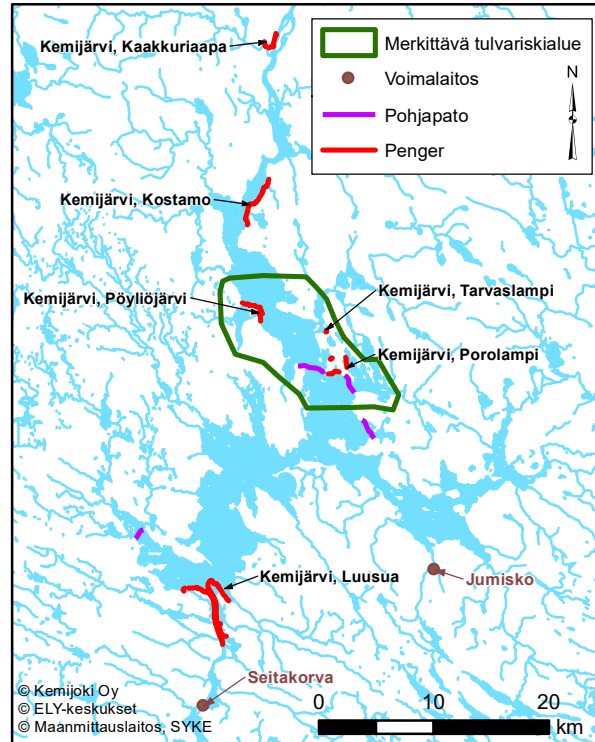 Kemijärvi, Kaakkuriaapa
Merkittävä tulvariskialue
Voimalaitos
Pohjapato
Penger
N
Kemijärvi, Kostamo
Kemijärvi, Pöyliöjärvi
Kemijärvi, Tarvaslampi
Kemijärvi, Porolampi
Kemijärvi, Luusua
Jumisko
Seitakorva
© Kemijoki Oy
© ELY-keskukset
© Maanmittauslaitos, SYKE
0 10 20
km